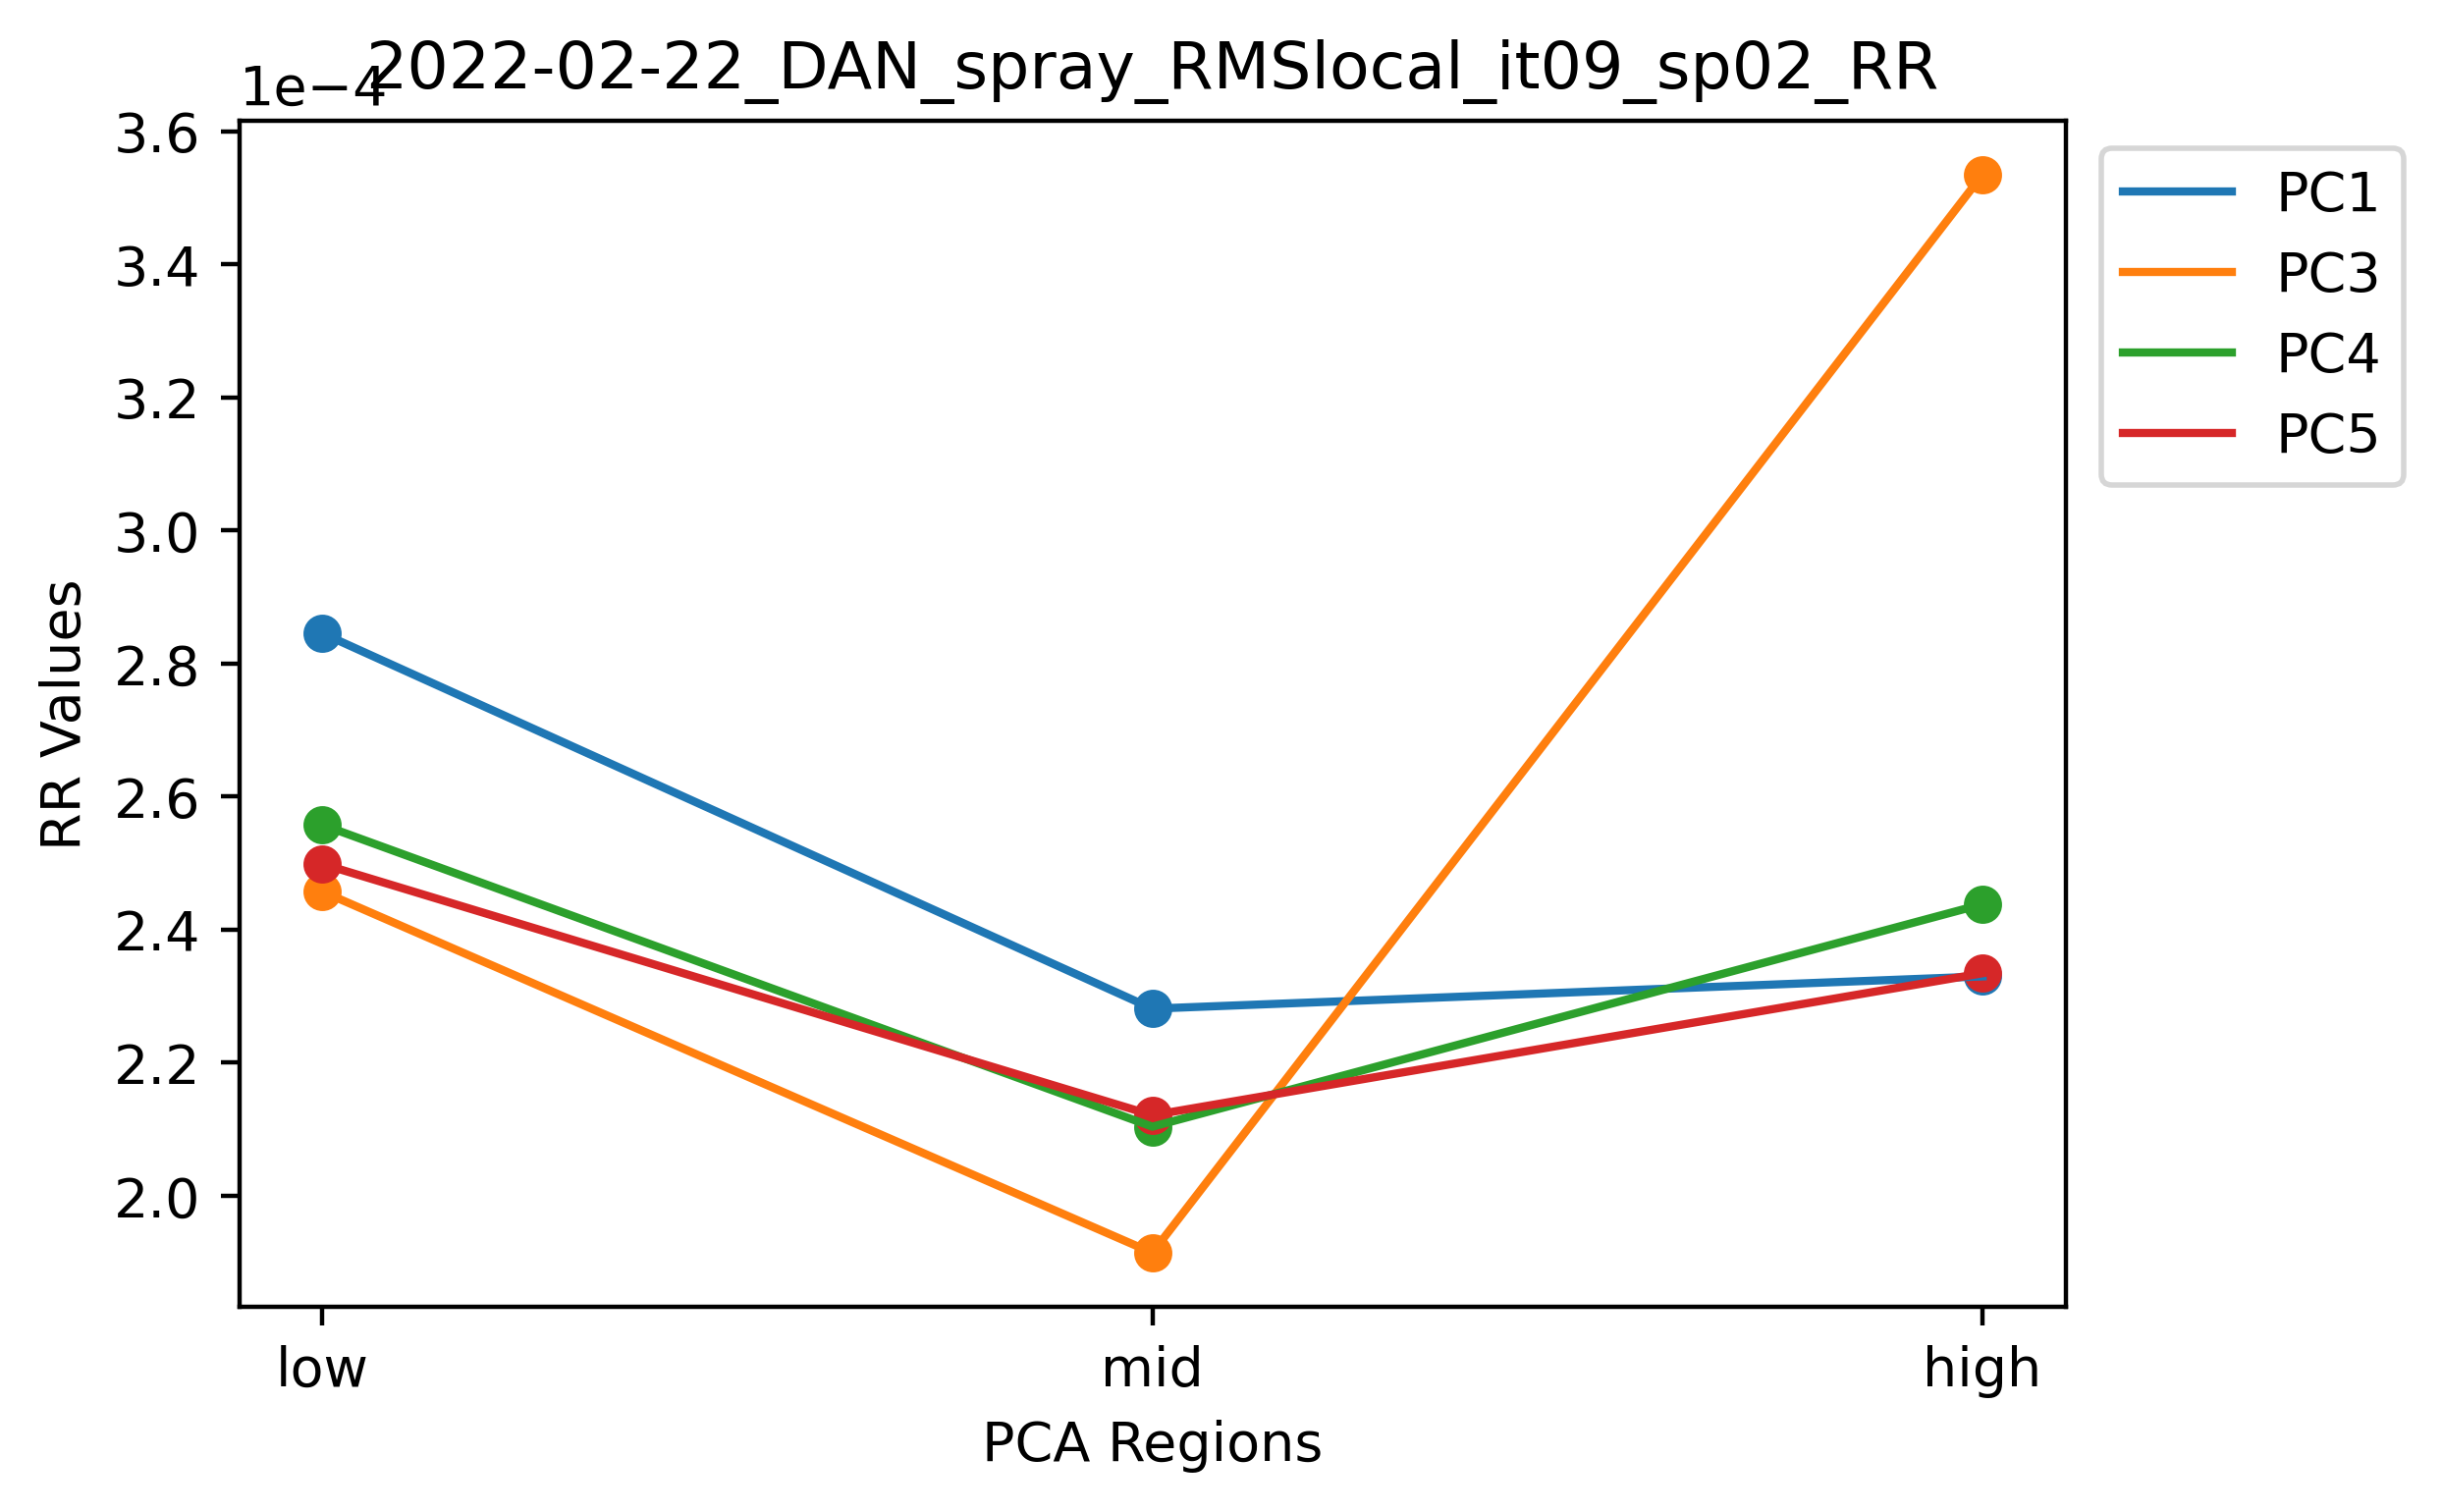 2022-02-22_DAN_spray_RMSlocal_it09_sp02_RR
1e−4
3.6
3.4
3.2
3.0
2.8
2.6
2.4
2.2
2.0
RR Values
low
mid
high
PCA Regions
PC1
PC3
PC4
PC5